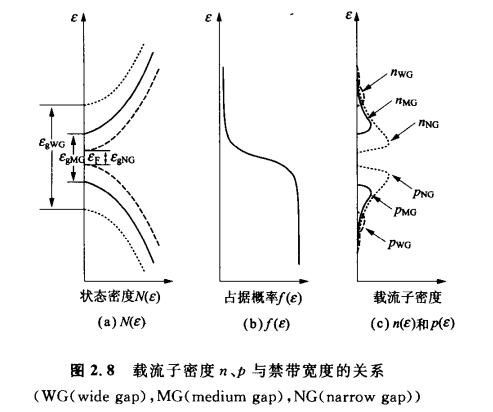 ε
ε
ε
ε_gWG
ε_gMG
ε_F
ε_gNG
n_WG
n_MG
n_NG
p_NG
p_MG
p_WG
状态密度N(ε)
占据概率f(ε)
载流子密度
(a) N(ε)
(b) f(ε)
(c) n(ε)和p(ε)
图 2.8 载流子密度 n、p 与禁带宽度的关系
(WG(wide gap),MG(medium gap),NG(narrow gap))